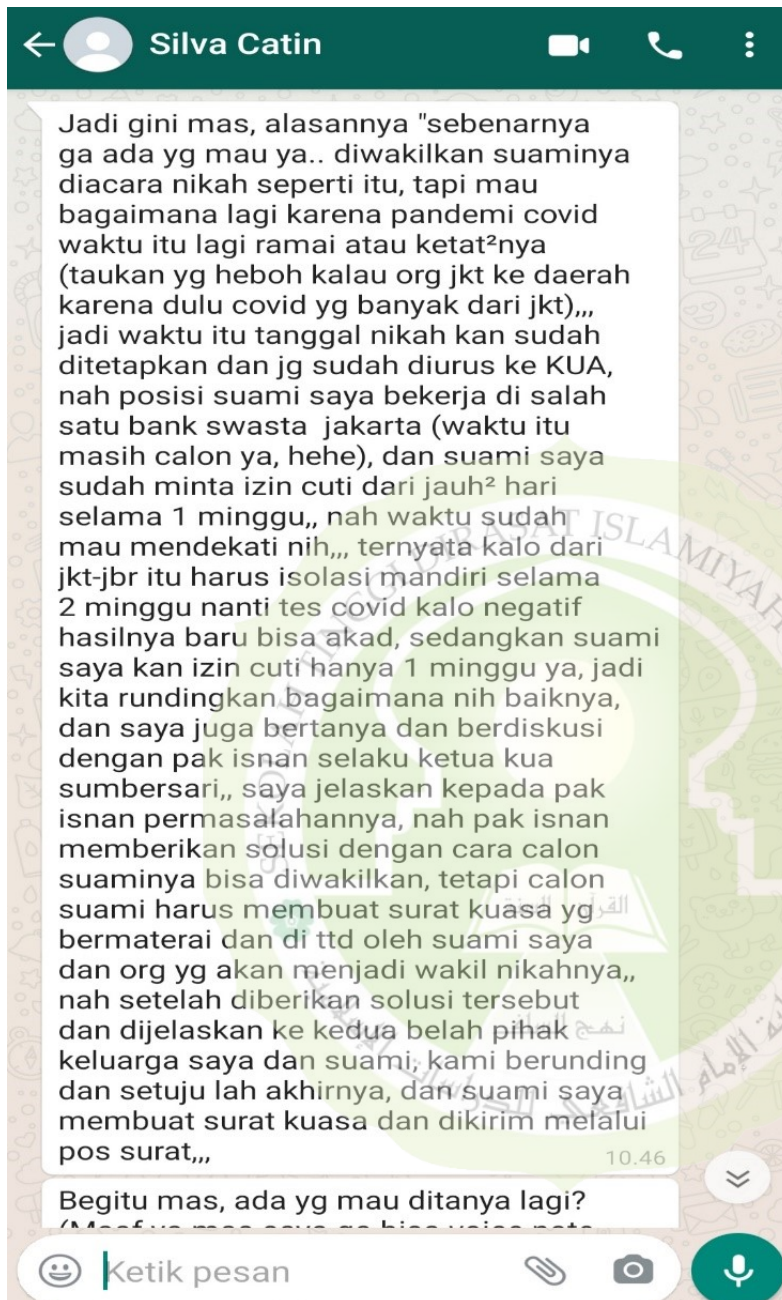 Silva Catin
Jadi gini mas, alasannya "sebenarnya
ga ada yg mau ya.. diwakilkan suaminya
diacara nikah seperti itu, tapi mau
bagaimana lagi karena pandemi covid
waktu itu lagi ramai atau ketat²nya
(taukan yg heboh kalau org jkt ke daerah
karena dulu covid yg banyak dari jkt),,,
jadi waktu itu tanggal nikah kan sudah
ditetapkan dan jg sudah diurus ke KUA,
nah posisi suami saya bekerja di salah
satu bank swasta jakarta (waktu itu
masih calon ya, hehe), dan suami saya
sudah minta izin cuti dari jauh² hari
selama 1 minggu,, nah waktu sudah
mau mendekati nih,,, ternyata kalo dari
jkt-jbr itu harus isolasi mandiri selama
2 minggu nanti tes covid kalo negatif
hasilnya baru bisa akad, sedangkan suami
saya kan izin cuti hanya 1 minggu ya, jadi
kita rundingkan bagaimana nih baiknya,
dan saya juga bertanya dan berdiskusi
dengan pak isnan selaku ketua kua
sumbersari,, saya jelaskan kepada pak
isnan permasalahannya, nah pak isnan
memberikan solusi dengan cara calon
suaminya bisa diwakilkan, tetapi calon
suami harus membuat surat kuasa yg
bermaterai dan di ttd oleh suami saya
dan org yg akan menjadi wakil nikahnya,,
nah setelah diberikan solusi tersebut
dan dijelaskan ke kedua belah pihak
keluarga saya dan suami, kami berunding
dan setuju lah akhirnya, dan suami saya
membuat surat kuasa dan dikirim melalui
pos surat,,,
10.46
Begitu mas, ada yg mau ditanya lagi?
Ketik pesan